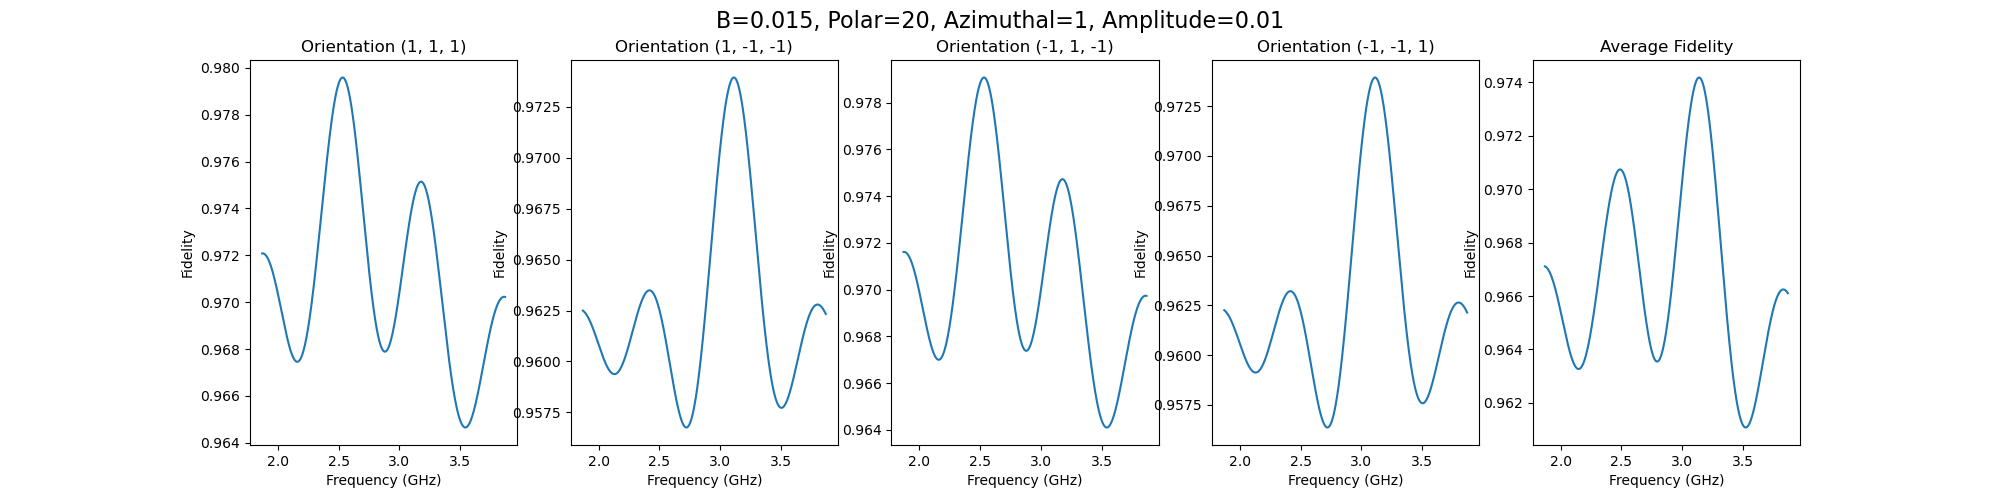 B=0.015, Polar=20, Azimuthal=1, Amplitude=0.01
Orientation (1, 1, 1)
Fidelity
0.980
0.978
0.976
0.974
0.972
0.970
0.968
0.966
0.964
2.0 2.5 3.0 3.5
Frequency (GHz)
Orientation (1, -1, -1)
Fidelity
0.9725
0.9700
0.9675
0.9650
0.9625
0.9600
0.9575
2.0 2.5 3.0 3.5
Frequency (GHz)
Orientation (-1, 1, -1)
Fidelity
0.978
0.976
0.974
0.972
0.970
0.968
0.966
0.964
2.0 2.5 3.0 3.5
Frequency (GHz)
Orientation (-1, -1, 1)
Fidelity
0.9725
0.9700
0.9675
0.9650
0.9625
0.9600
0.9575
2.0 2.5 3.0 3.5
Frequency (GHz)
Average Fidelity
Fidelity
0.974
0.972
0.970
0.968
0.966
0.964
0.962
2.0 2.5 3.0 3.5
Frequency (GHz)